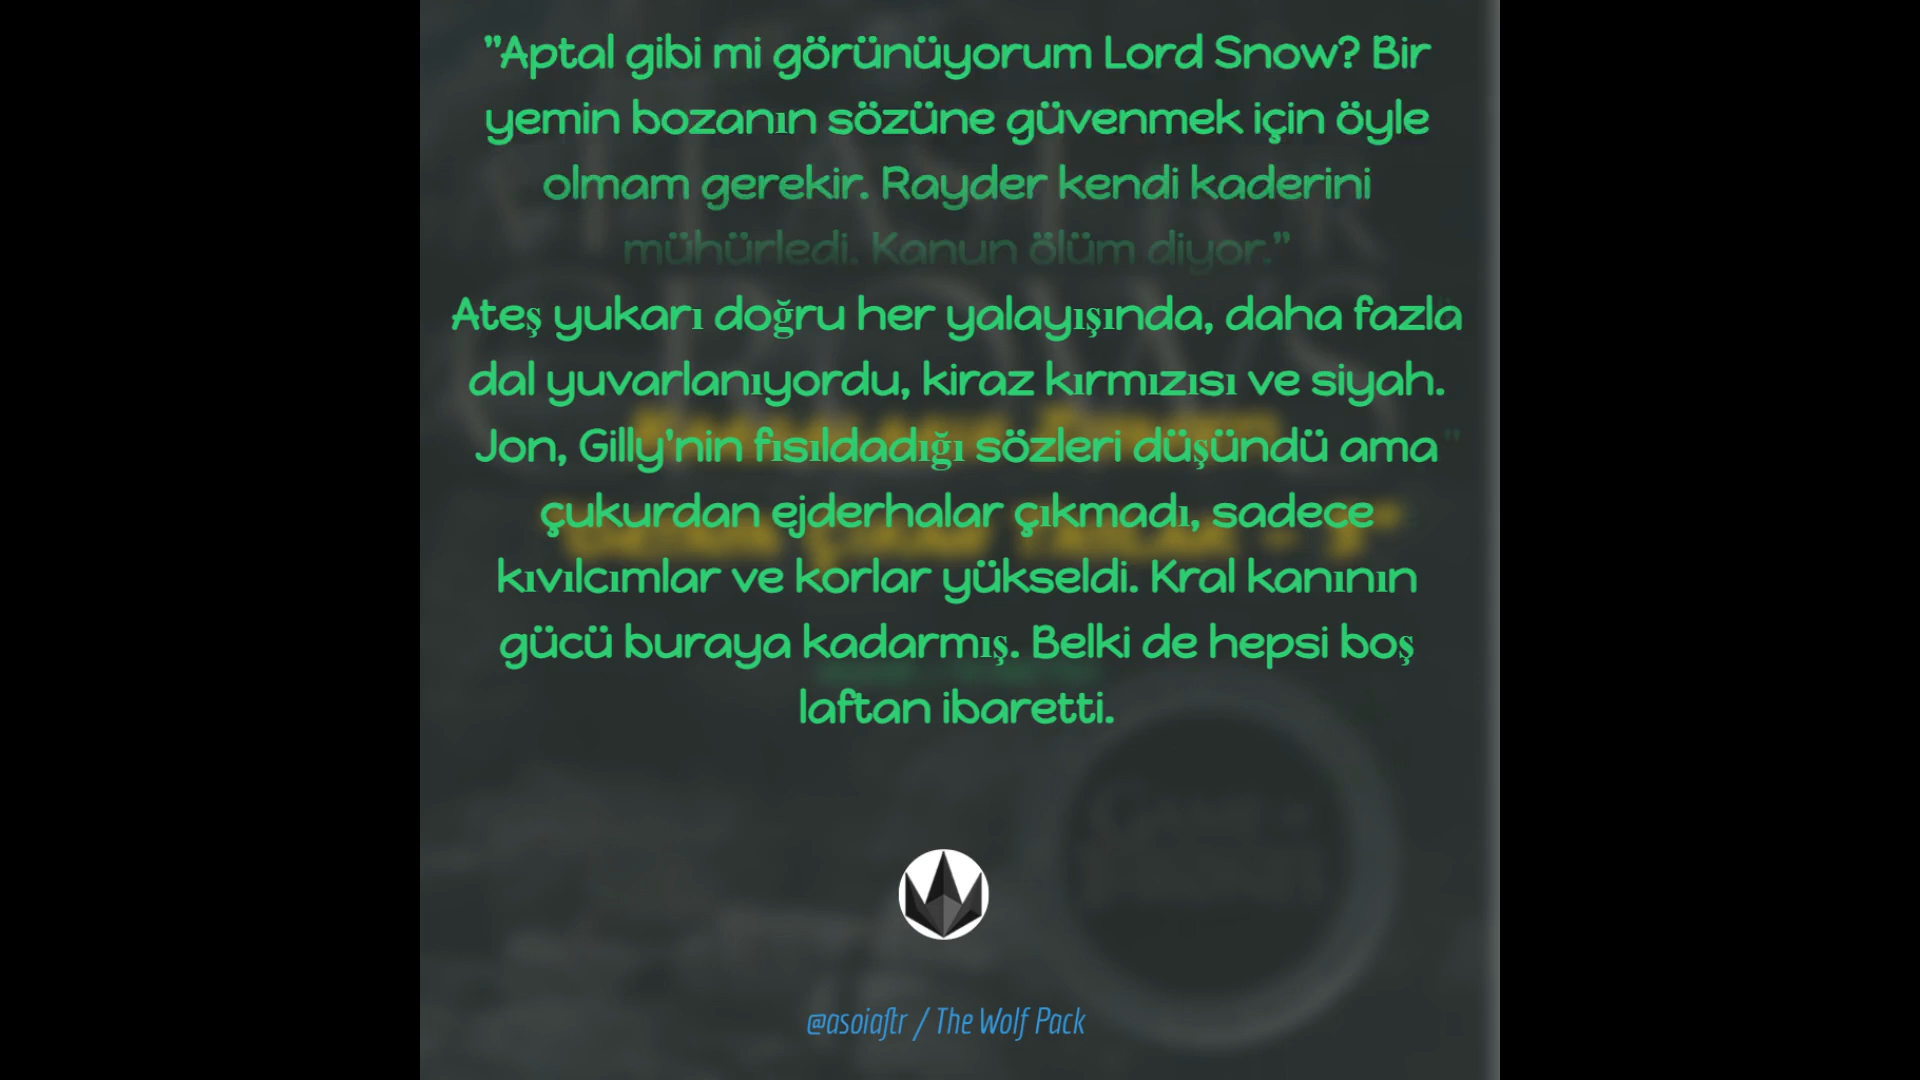 "Aptal gibi mi görünüyorum Lord Snow? Bir
yemin bozanın sözüne güvenmek için öyle
olmam gerekir. Rayder kendi kaderini
mühürledi. Kanun ölüm diyor."
Ateş yukarı doğru her yalayışında, daha fazla
dal yuvarlanıyordu, kiraz kırmızısı ve siyah.
Jon, Gilly'nin fısıldadığı sözleri düşündü ama
çukurdan ejderhalar çıkmadı, sadece
kıvılcımlar ve korlar yükseldi. Kral kanının
gücü buraya kadarmış. Belki de hepsi boş
laftan ibaretti.
@asoiaftr / The Wolf Pack